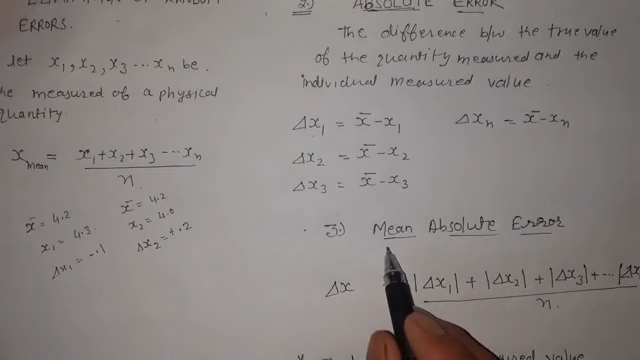 ERRORS.
let x₁, x₂, x₃ ... xₙ be
the measured of a physical
quantity
x_Mean = x₁+x₂+x₃ ---xₙ / n
x̄ = 4.2
x₁ = 4.3
Δx₁ = -.1
x̄ = 4.2
x₂ = 4.0
Δx₂ = +.2
2.) ABSOLUTE ERROR
The difference b/w the true value
of the quantity measured and the
individual measured value.
Δx₁ = x̄-x₁
Δxₙ = x̄-xₙ
Δx₂ = x̄-x₂
Δx₃ = x̄-x₃
3.) Mean Absolute Error
Δx |Δx₁| + |Δx₂| + |Δx₃| +... |Δx / n.
value